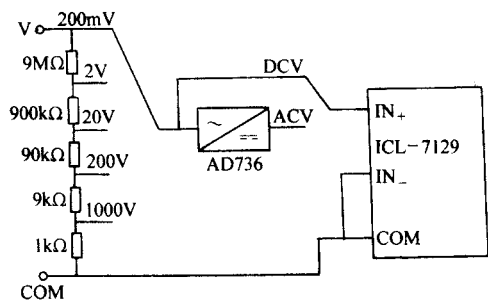 V
200mV
9MΩ
2V
900kΩ
20V
90kΩ
200V
9kΩ
1000V
1kΩ
COM
DCV
~
ACV
AD736
IN+
ICL-7129
IN-
COM